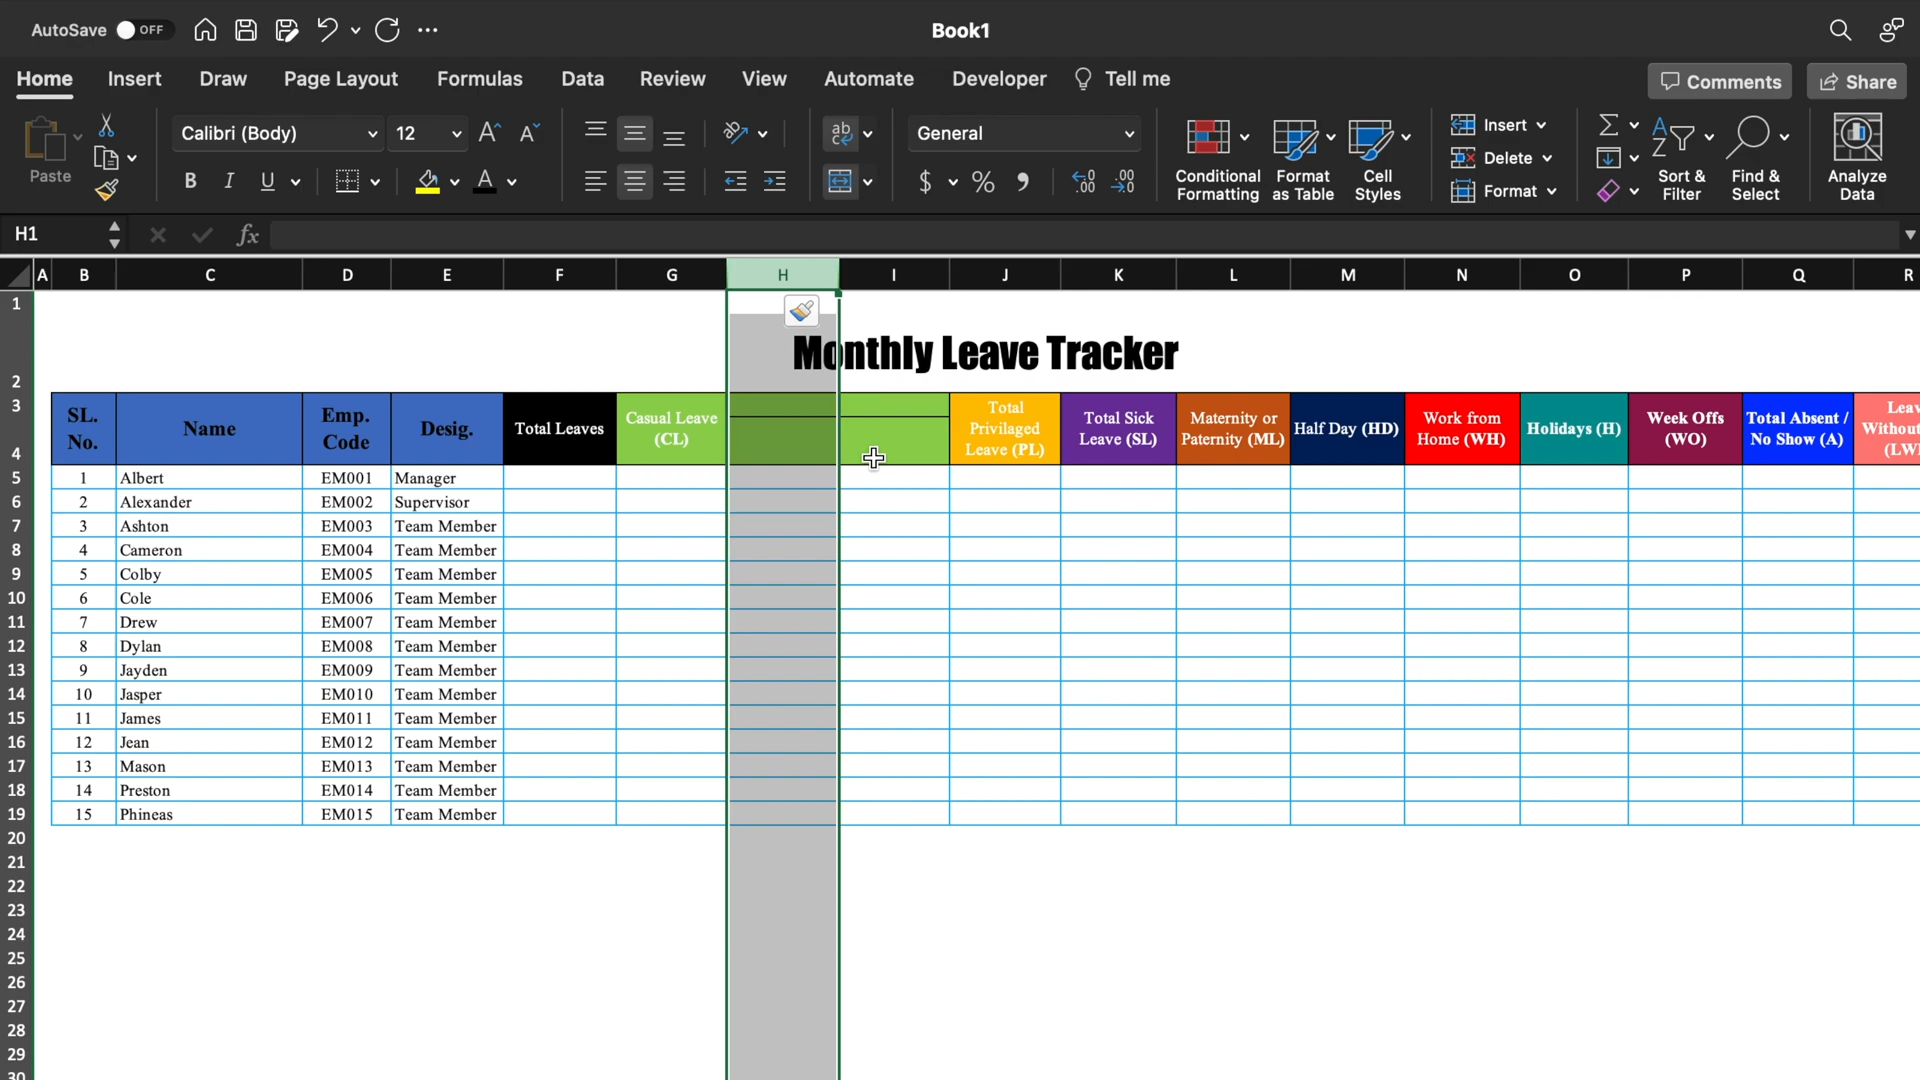 AutoSave OFF Book1
Home Insert Draw Page Layout Formulas Data Review View Automate Developer Tell me Comments Share
Paste Calibri (Body) 12 General Conditional Formatting Format as Table Cell Styles Insert Delete Format Sort & Filter Find & Select Analyze Data
H1 fx
A B C D E F G H I J K L M N O P Q R
1
Monthly Leave Tracker
2
3 SL. No. Name Emp. Code Desig. Total Leaves Casual Leave (CL) Total Privilaged Leave (PL) Total Sick Leave (SL) Maternity or Paternity (ML) Half Day (HD) Work from Home (WH) Holidays (H) Week Offs (WO) Total Absent / No Show (A)
4
5 1 Albert EM001 Manager
6 2 Alexander EM002 Supervisor
7 3 Ashton EM003 Team Member
8 4 Cameron EM004 Team Member
9 5 Colby EM005 Team Member
10 6 Cole EM006 Team Member
11 7 Drew EM007 Team Member
12 8 Dylan EM008 Team Member
13 9 Jayden EM009 Team Member
14 10 Jasper EM010 Team Member
15 11 James EM011 Team Member
16 12 Jean EM012 Team Member
17 13 Mason EM013 Team Member
18 14 Preston EM014 Team Member
19 15 Phineas EM015 Team Member
20
21
22
23
24
25
26
27
28
29
30